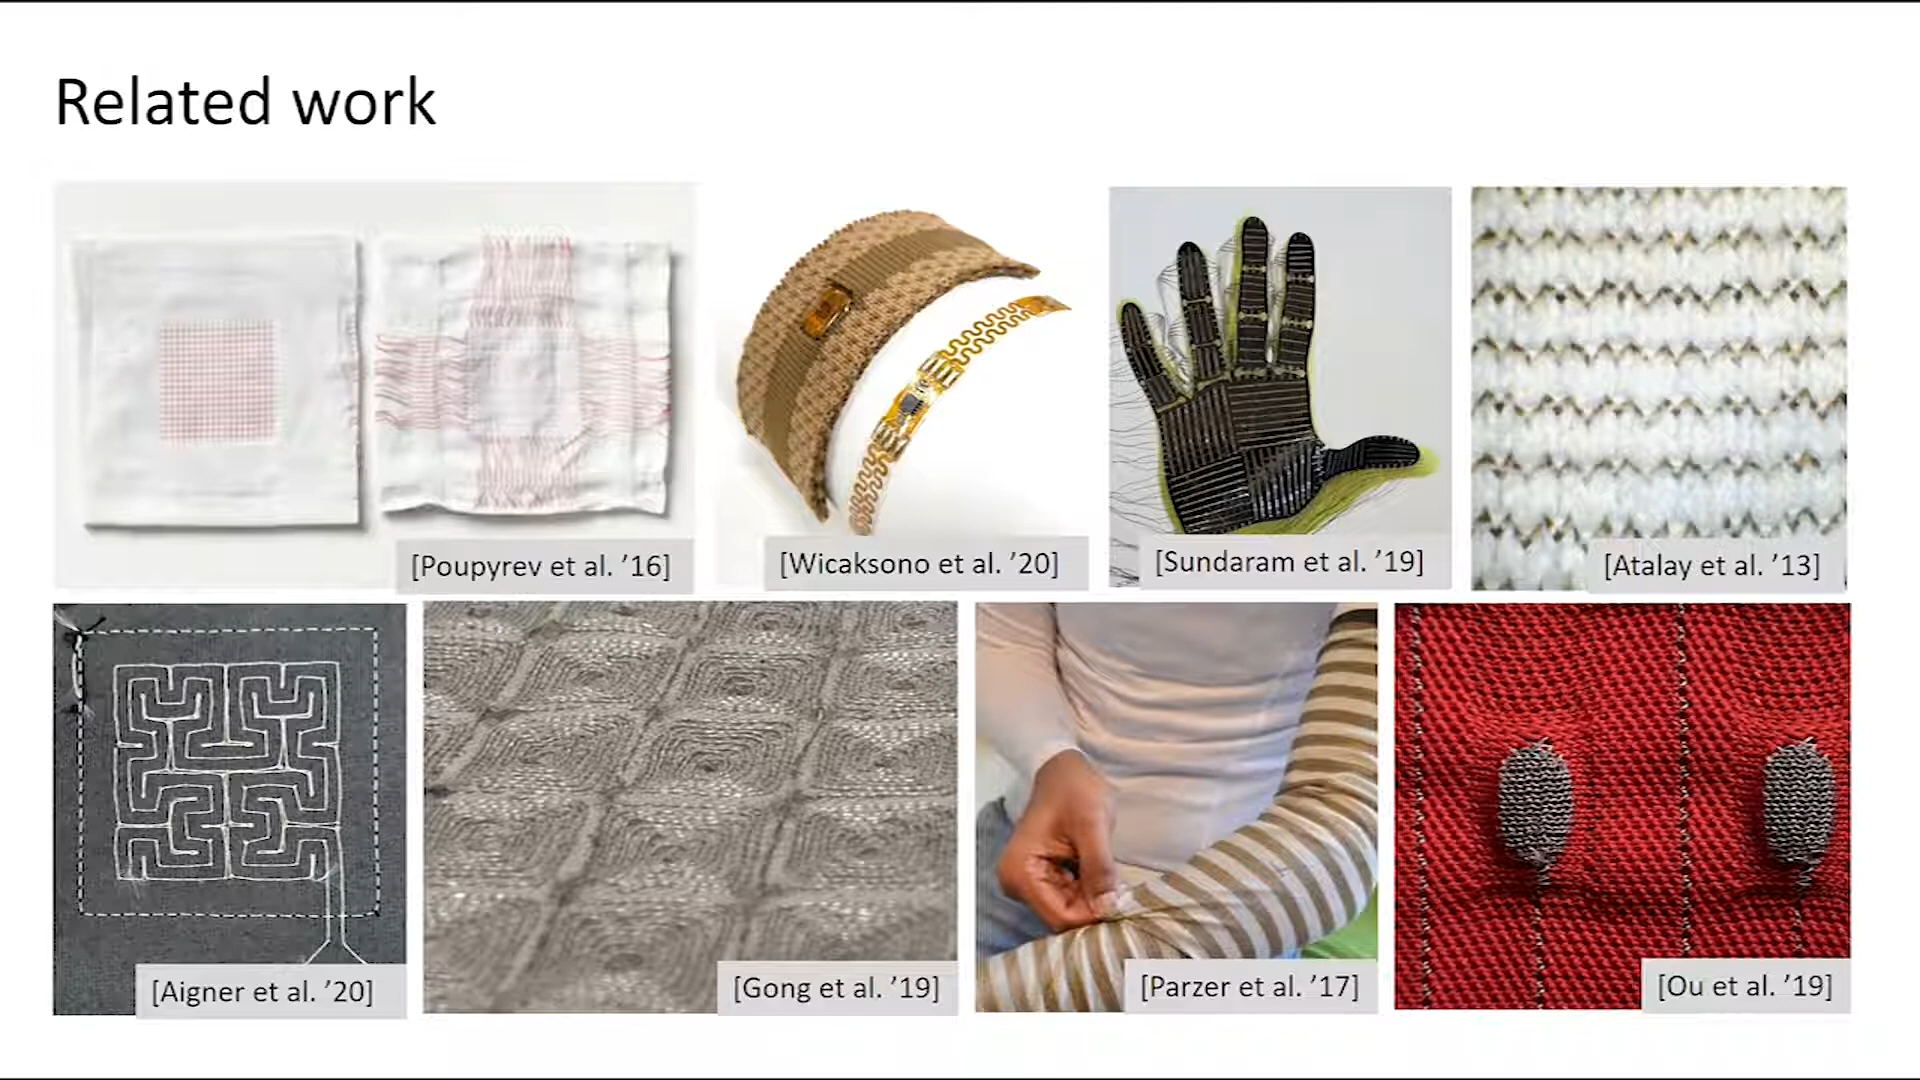 Related work
[Poupyrev et al. ’16]
[Wicaksono et al. ’20]
[Sundaram et al. ’19]
[Atalay et al. ’13]
[Aigner et al. ’20]
[Gong et al. ’19]
[Parzer et al. ’17]
[Ou et al. ’19]